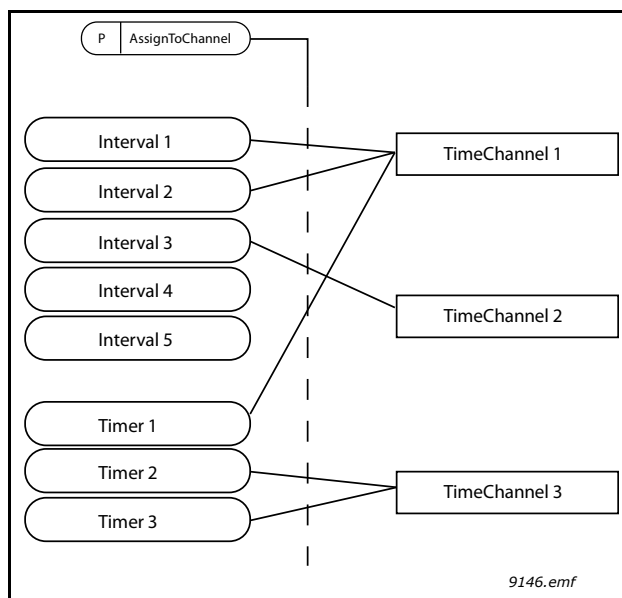 P AssignToChannel
Interval 1
TimeChannel 1
Interval 2
Interval 3
Interval 4
TimeChannel 2
Interval 5
Timer 1
Timer 2
TimeChannel 3
Timer 3
9146.emf